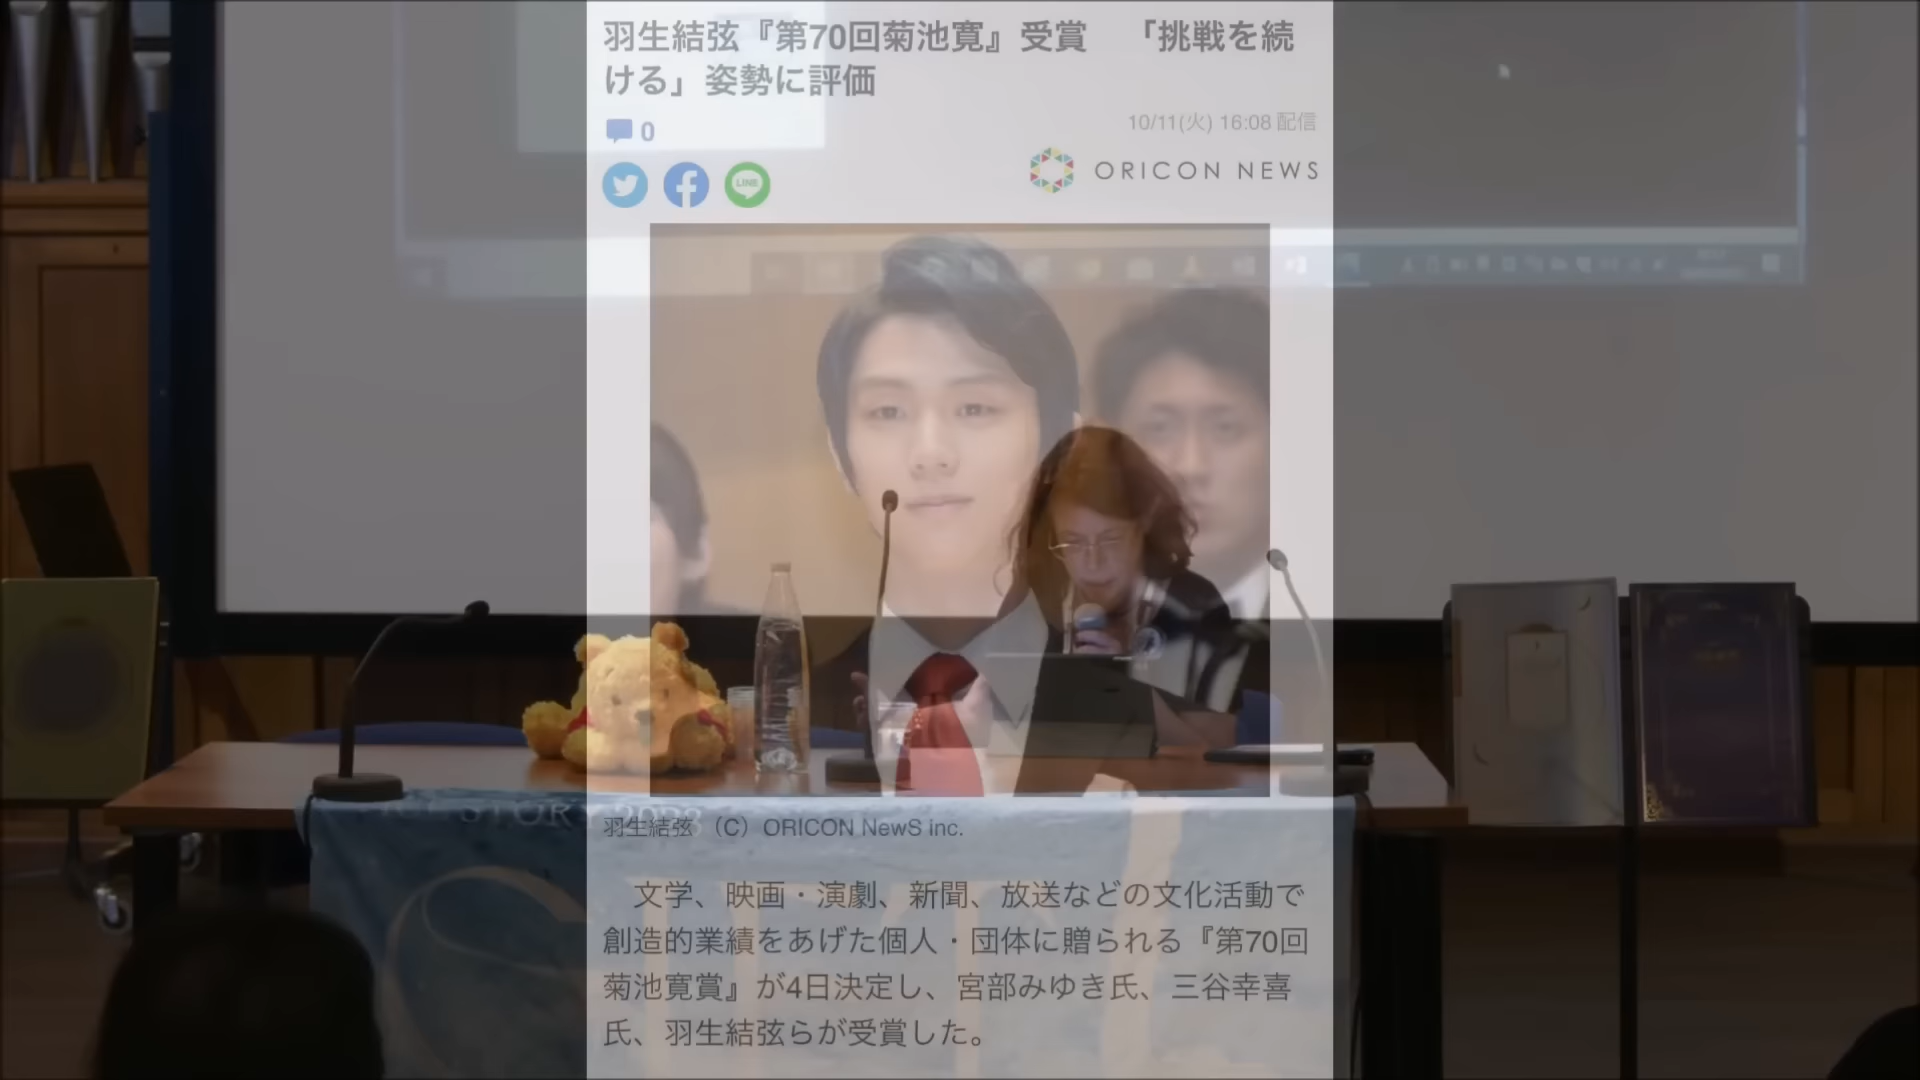 羽生結弦『第70回菊池寛』受賞　「挑戦を続
ける」姿勢に評価
0
10/11(火) 16:08 配信
LINE
ORICON NEWS
STORY
羽生結弦 （C）ORICON NewS inc.
　文学、映画・演劇、新聞、放送などの文化活動で
創造的業績をあげた個人・団体に贈られる『第70回
菊池寛賞』が4日決定し、宮部みゆき氏、三谷幸喜
氏、羽生結弦らが受賞した。
GIFT